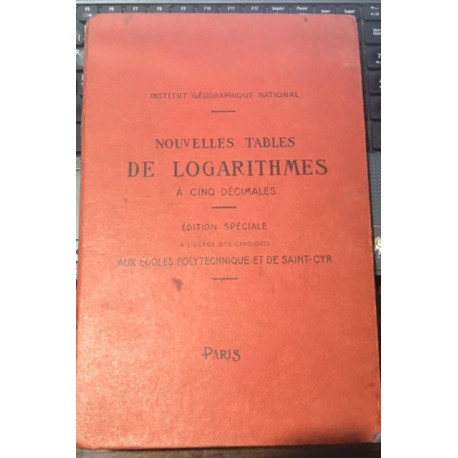 INSTITUT GÉOGRAPHIQUE NATIONAL
NOUVELLES TABLES
DE LOGARITHMES
À CINQ DÉCIMALES
ÉDITION SPÉCIALE
A L'USAGE DES CANDIDATS
AUX ÉCOLES POLYTECHNIQUE ET DE SAINT-CYR
PARIS